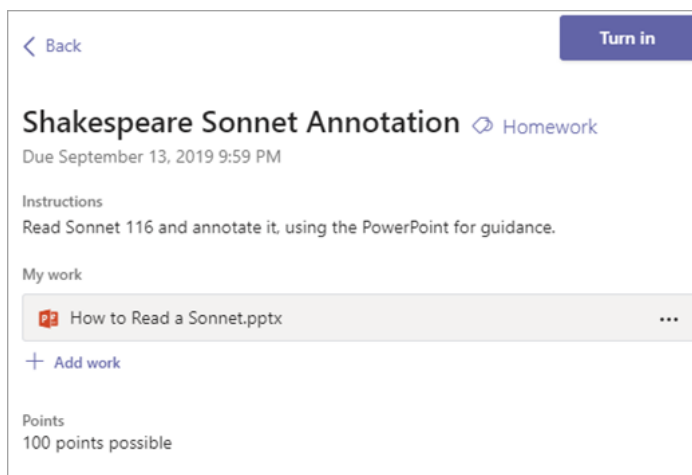 Back
Turn in
Shakespeare Sonnet Annotation Homework
Due September 13, 2019 9:59 PM
Instructions
Read Sonnet 116 and annotate it, using the PowerPoint for guidance.
My work
How to Read a Sonnet.pptx
Add work
Points
100 points possible